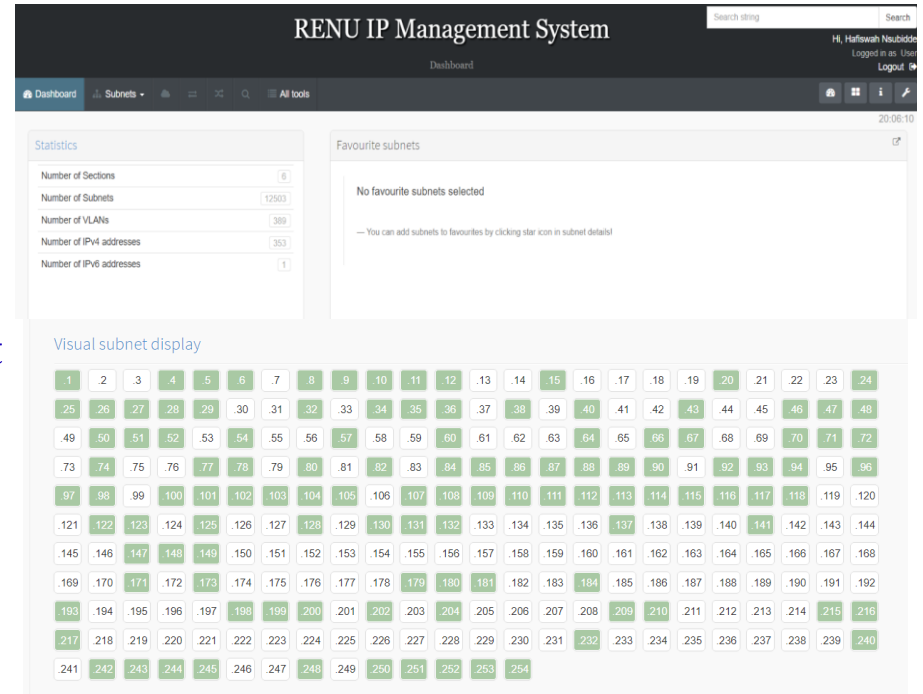 RENU IP Management System
Dashboard
Search string Search
Hi, Hafiswah Nsubidde
Logged in as User
Logout
Dashboard Subnets All tools
20:06:10
Statistics
Number of Sections 6
Number of Subnets 12503
Number of VLANs 389
Number of IPv4 addresses 353
Number of IPv6 addresses 1
Favourite subnets
No favourite subnets selected
— You can add subnets to favourites by clicking star icon in subnet details!
Visual subnet display
.1 .2 .3 .4 .5 .6 .7 .8 .9 .10 .11 .12 .13 .14 .15 .16 .17 .18 .19 .20 .21 .22 .23 .24
.25 .26 .27 .28 .29 .30 .31 .32 .33 .34 .35 .36 .37 .38 .39 .40 .41 .42 .43 .44 .45 .46 .47 .48
.49 .50 .51 .52 .53 .54 .55 .56 .57 .58 .59 .60 .61 .62 .63 .64 .65 .66 .67 .68 .69 .70 .71 .72
.73 .74 .75 .76 .77 .78 .79 .80 .81 .82 .83 .84 .85 .86 .87 .88 .89 .90 .91 .92 .93 .94 .95 .96
.97 .98 .99 .100 .101 .102 .103 .104 .105 .106 .107 .108 .109 .110 .111 .112 .113 .114 .115 .116 .117 .118 .119 .120
.121 .122 .123 .124 .125 .126 .127 .128 .129 .130 .131 .132 .133 .134 .135 .136 .137 .138 .139 .140 .141 .142 .143 .144
.145 .146 .147 .148 .149 .150 .151 .152 .153 .154 .155 .156 .157 .158 .159 .160 .161 .162 .163 .164 .165 .166 .167 .168
.169 .170 .171 .172 .173 .174 .175 .176 .177 .178 .179 .180 .181 .182 .183 .184 .185 .186 .187 .188 .189 .190 .191 .192
.193 .194 .195 .196 .197 .198 .199 .200 .201 .202 .203 .204 .205 .206 .207 .208 .209 .210 .211 .212 .213 .214 .215 .216
.217 .218 .219 .220 .221 .222 .223 .224 .225 .226 .227 .228 .229 .230 .231 .232 .233 .234 .235 .236 .237 .238 .239 .240
.241 .242 .243 .244 .245 .246 .247 .248 .249 .250 .251 .252 .253 .254